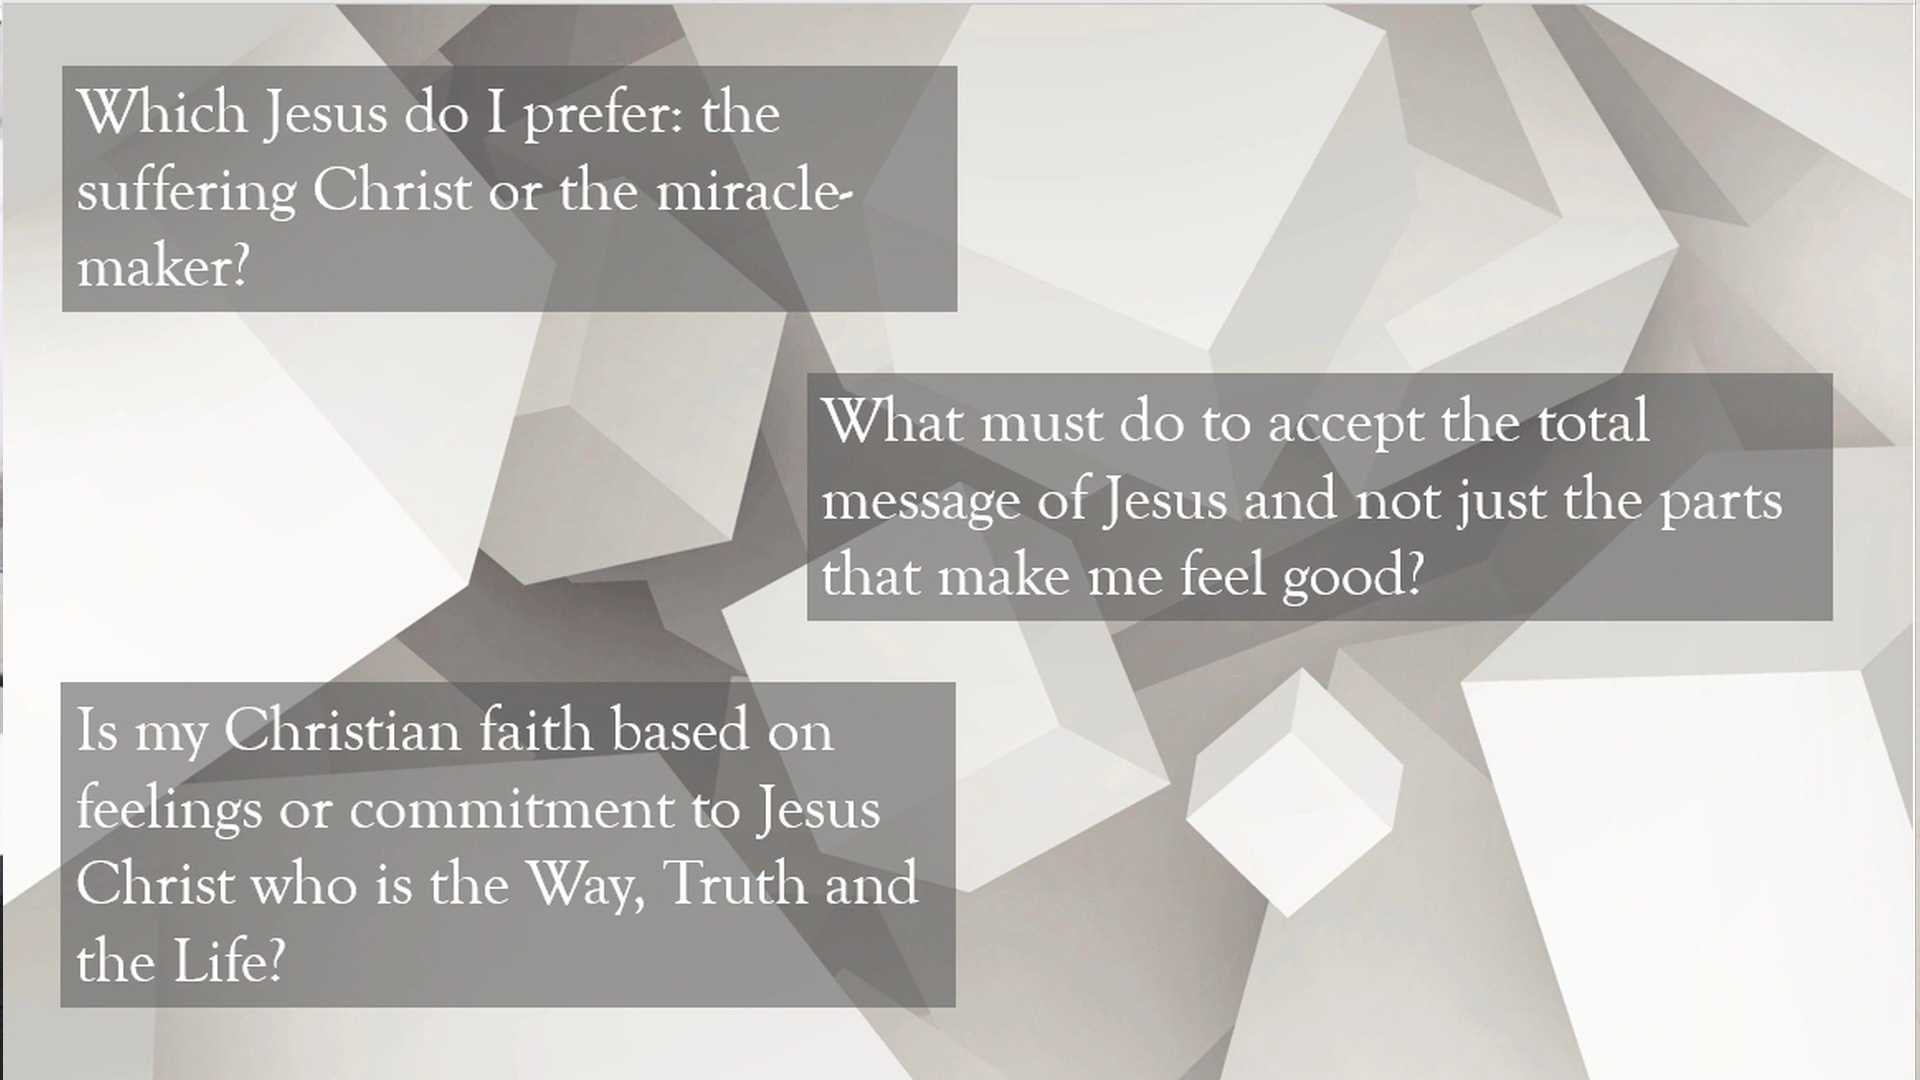 Which Jesus do I prefer: the
suffering Christ or the miracle-
maker?
What must do to accept the total
message of Jesus and not just the parts
that make me feel good?
Is my Christian faith based on
feelings or commitment to Jesus
Christ who is the Way, Truth and
the Life?